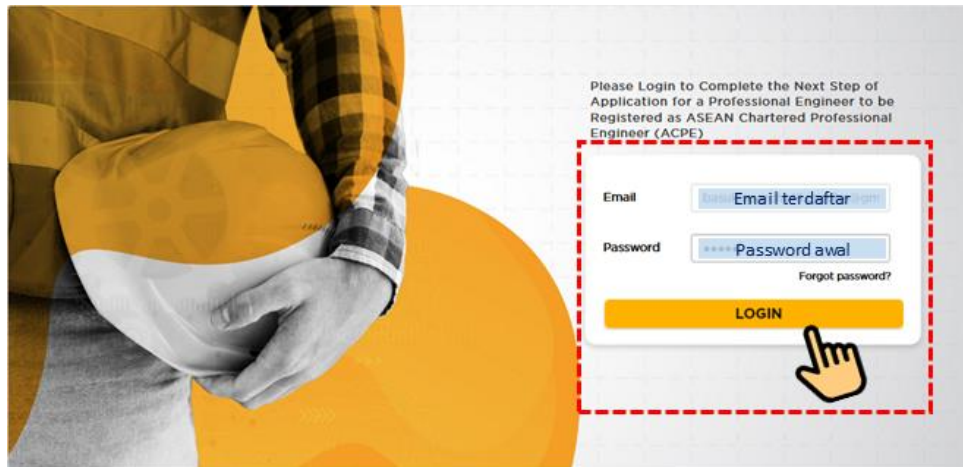 Please Login to Complete the Next Step of
Application for a Professional Engineer to be
Registered as ASEAN Chartered Professional
Engineer (ACPE)
Email
Email terdaftar
Password
Password awal
Forgot password?
LOGIN